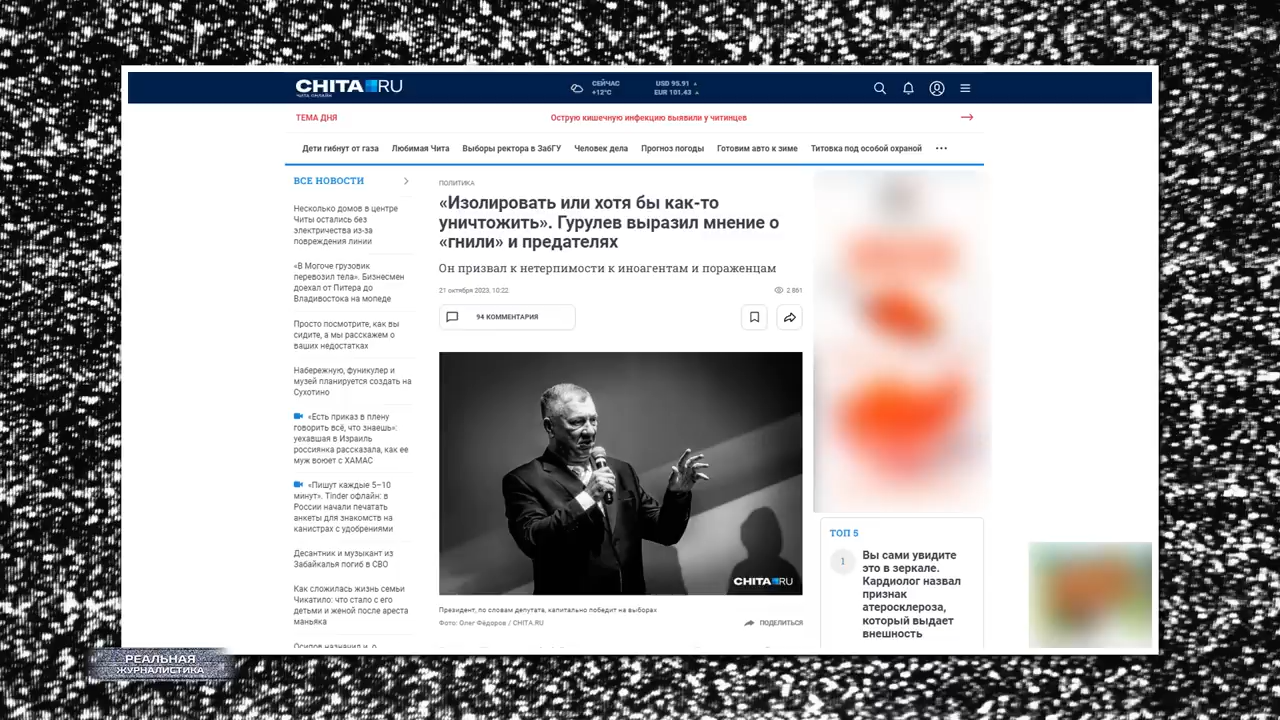 CHITA.RU
ЧИТА ОНЛАЙН
СЕЙЧАС
+12°C
USD 95.91
EUR 101.43
ТЕМА ДНЯ
Острую кишечную инфекцию выявили у читинцев
Дети гибнут от газа
Любимая Чита
Выборы ректора в ЗабГУ
Человек дела
Прогноз погоды
Готовим авто к зиме
Титовка под особой охраной
ВСЕ НОВОСТИ
Несколько домов в центре
Читы остались без
электричества из-за
повреждения линии
«В Могоче грузовик
перевозил тела». Бизнесмен
доехал от Питера до
Владивостока на мопеде
Просто посмотрите, как вы
сидите, а мы расскажем о
ваших недостатках
Набережную, фуникулер и
музей планируется создать на
Сухотино
«Есть приказ в плену
говорить всё, что знаешь»:
уехавшая в Израиль
россиянка рассказала, как ее
муж воюет с ХАМАС
«Пишут каждые 5–10
минут». Tinder офлайн: в
России начали печатать
анкеты для знакомств на
канистрах с удобрениями
Десантник и музыкант из
Забайкалья погиб в СВО
Как сложилась жизнь семьи
Чикатило: что стало с его
детьми и женой после ареста
маньяка
Осипов назначил и. о.
ПОЛИТИКА
«Изолировать или хотя бы как-то
уничтожить». Гурулев выразил мнение о
«гнили» и предателях
Он призвал к нетерпимости к иноагентам и пораженцам
21 октября 2023, 10:22
2 861
94 КОММЕНТАРИЯ
CHITA.RU
Президент, по словам депутата, капитально победит на выборах
Фото: Олег Фёдоров / CHITA.RU
ПОДЕЛИТЬСЯ
ТОП 5
1
Вы сами увидите
это в зеркале.
Кардиолог назвал
признак
атеросклероза,
который выдает
внешность
РЕАЛЬНАЯ
ЖУРНАЛИСТИКА